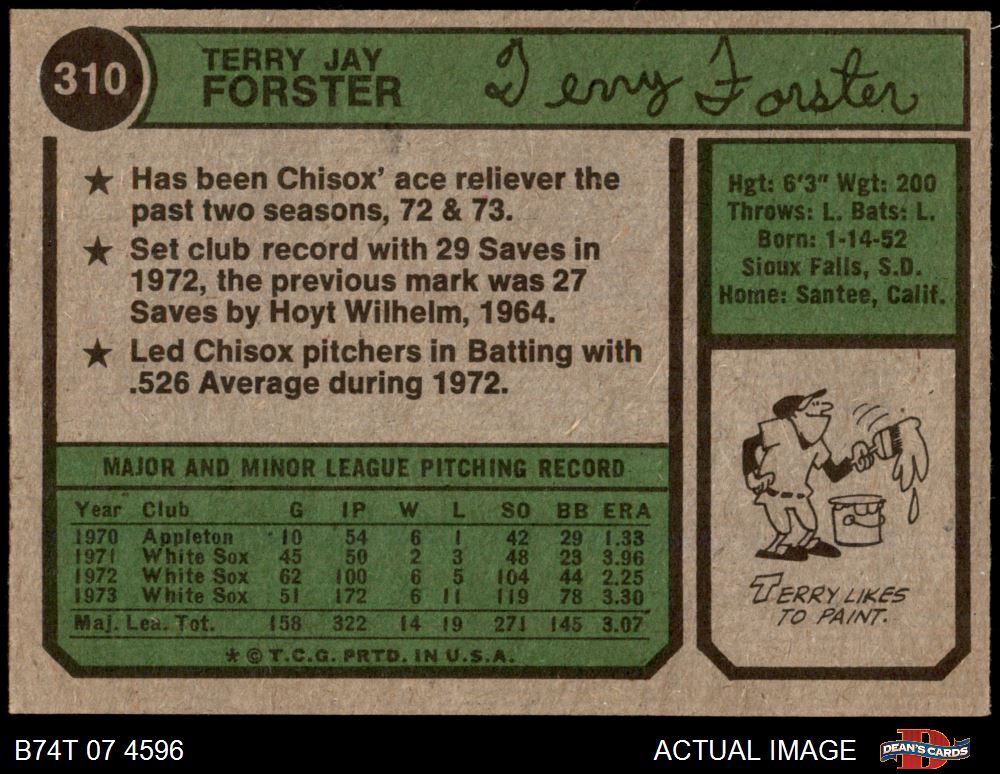 310
TERRY JAY
FORSTER
Terry Forster
★ Has been Chisox' ace reliever the
past two seasons, 72 & 73.
★ Set club record with 29 Saves in
1972, the previous mark was 27
Saves by Hoyt Wilhelm, 1964.
★ Led Chisox pitchers in Batting with
.526 Average during 1972.
Hgt: 6'3" Wgt: 200
Throws: L. Bats: L.
Born: 1-14-52
Sioux Falls, S.D.
Home: Santee, Calif.
MAJOR AND MINOR LEAGUE PITCHING RECORD
Year Club G IP W L SO BB ERA
1970 Appleton 10 54 6 1 42 29 1.33
1971 White Sox 45 50 2 3 48 23 3.96
1972 White Sox 62 100 6 5 104 44 2.25
1973 White Sox 51 172 6 11 119 78 3.30
Maj. Lea. Tot. 158 322 14 19 271 145 3.07
* © T.C.G. PRTD. IN U.S.A.
TERRY LIKES
TO PAINT.
B74T 07 4596
ACTUAL IMAGE
DEAN'S CARDS